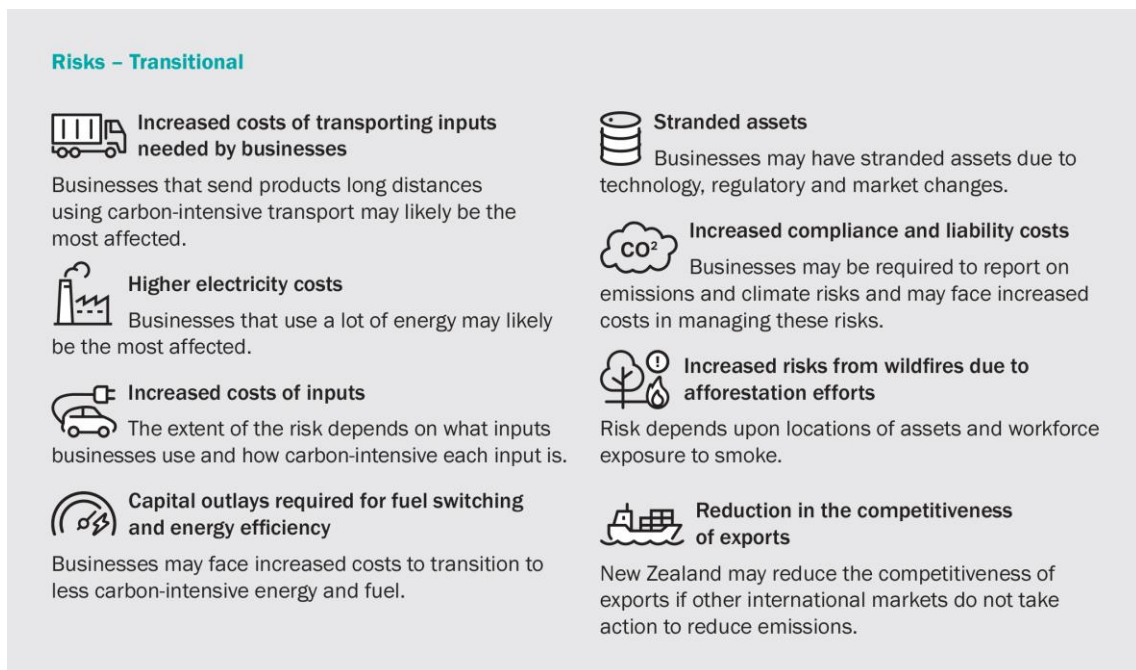 Risks – Transitional
Increased costs of transporting inputs
needed by businesses
Businesses that send products long distances
using carbon-intensive transport may likely be the
most affected.
Higher electricity costs
Businesses that use a lot of energy may likely
be the most affected.
Increased costs of inputs
The extent of the risk depends on what inputs
businesses use and how carbon-intensive each input is.
Capital outlays required for fuel switching
and energy efficiency
Businesses may face increased costs to transition to
less carbon-intensive energy and fuel.
Stranded assets
Businesses may have stranded assets due to
technology, regulatory and market changes.
CO²
Increased compliance and liability costs
Businesses may be required to report on
emissions and climate risks and may face increased
costs in managing these risks.
Increased risks from wildfires due to
afforestation efforts
Risk depends upon locations of assets and workforce
exposure to smoke.
Reduction in the competitiveness
of exports
New Zealand may reduce the competitiveness of
exports if other international markets do not take
action to reduce emissions.